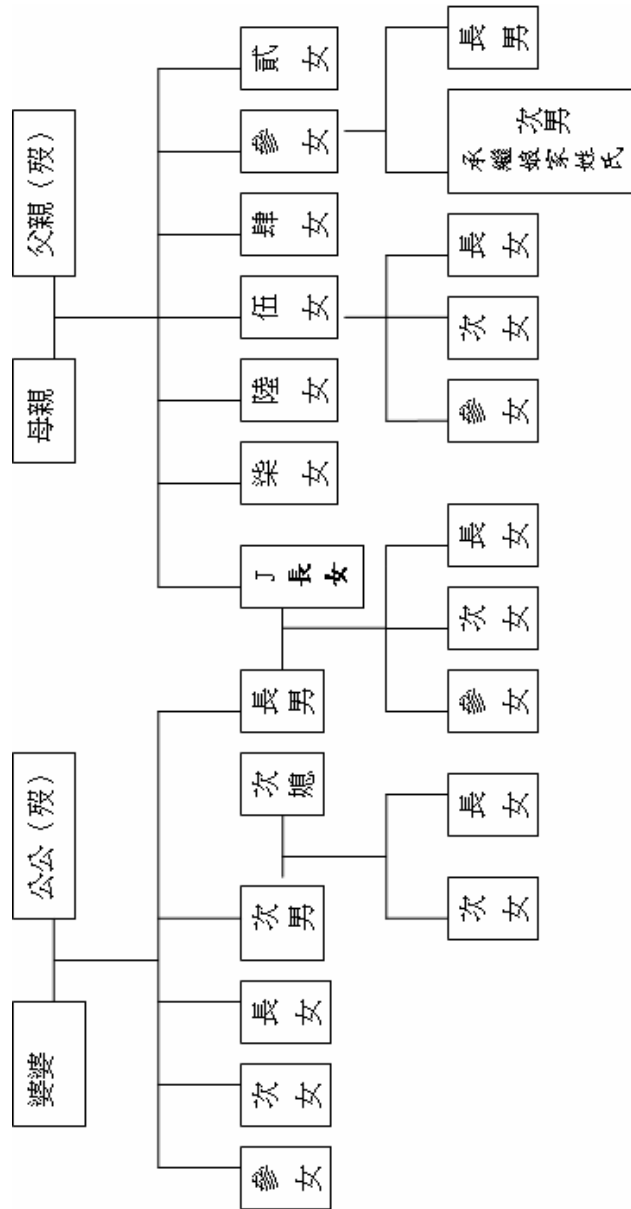 婆婆
公公（歿）
母親
父親（歿）
參女
次女
長女
次男
次媳
長男
J長女
柒女
陸女
伍女
肆女
參女
貳女
次女
長女
參女
次女
長女
參女
次女
長女
次男
承繼娘家姓氏
長男